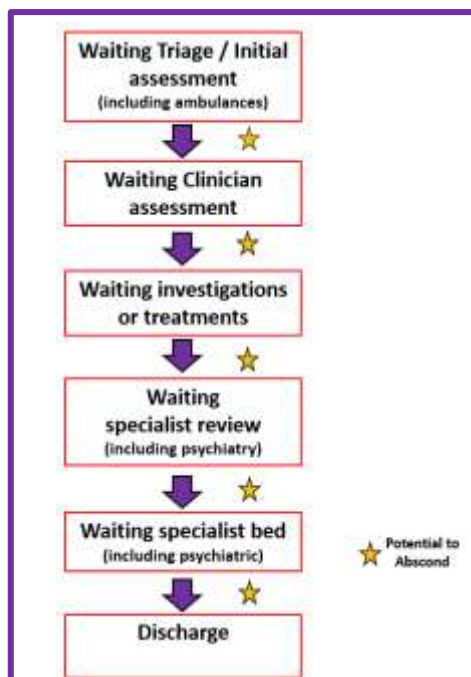 Waiting Triage / Initial
assessment
(including ambulances)
Waiting Clinician
assessment
Waiting investigations
or treatments
Waiting
specialist review
(including psychiatry)
Waiting specialist bed
(including psychiatric)
Potential to
Abscond
Discharge